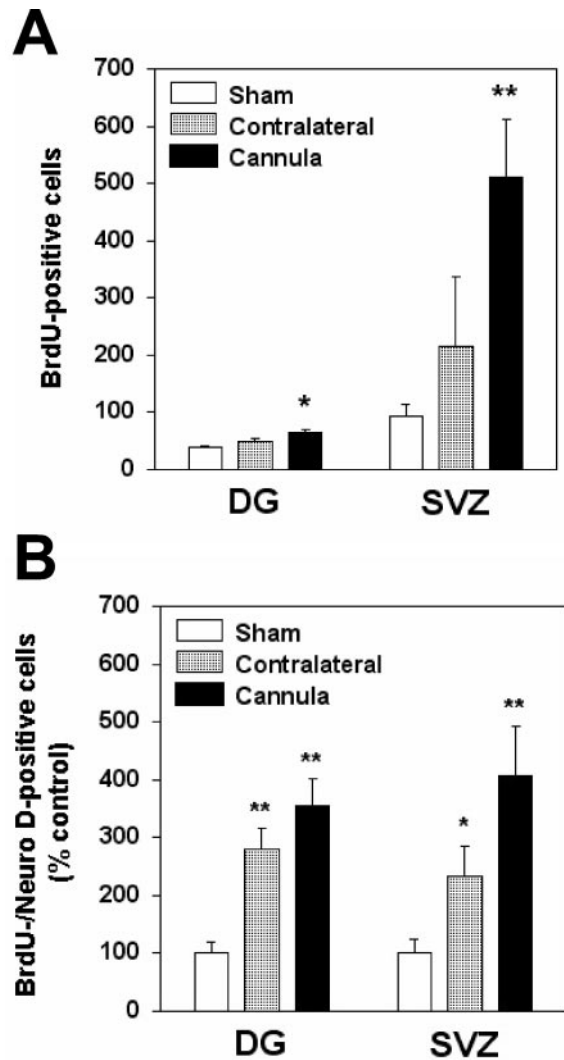 A
700
600
500
400
300
200
100
0
BrdU-positive cells
Sham
Contralateral
Cannula
*
**
DG
SVZ
B
700
600
500
400
300
200
100
0
BrdU-/Neuro D-positive cells
(% control)
Sham
Contralateral
Cannula
**
**
*
**
DG
SVZ